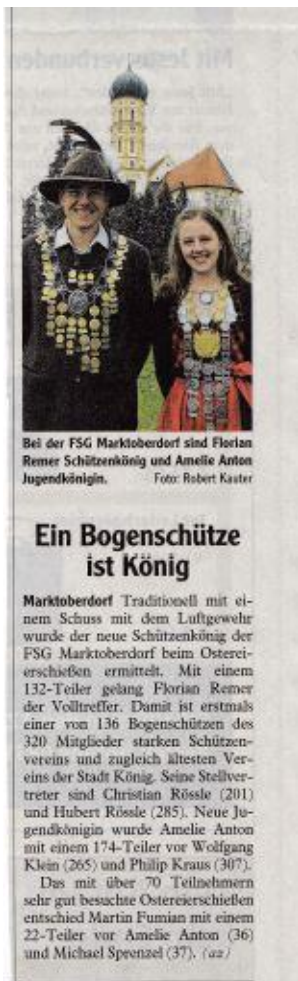 Bei der FSG Marktoberdorf sind Florian
Remer Schützenkönig und Amelie Anton
Jugendkönigin. Foto: Robert Kauter
Ein Bogenschütze
ist König
Marktoberdorf Traditionell mit ei-
nem Schuss mit dem Luftgewehr
wurde der neue Schützenkönig der
FSG Marktoberdorf beim Osterei-
erschießen ermittelt. Mit einem
132-Teiler gelang Florian Remer
der Volltreffer. Damit ist erstmals
einer von 136 Bogenschützen des
320 Mitglieder starken Schützen-
vereins und zugleich ältesten Ver-
eins der Stadt König. Seine Stellver-
treter sind Christian Rössle (201)
und Hubert Rössle (285). Neue Ju-
gendkönigin wurde Amelie Anton
mit einem 174-Teiler vor Wolfgang
Klein (265) und Philip Kraus (307).
Das mit über 70 Teilnehmern
sehr gut besuchte Ostereierschießen
entschied Martin Fumian mit einem
22-Teiler vor Amelie Anton (36)
und Michael Sprenzel (37). (az)